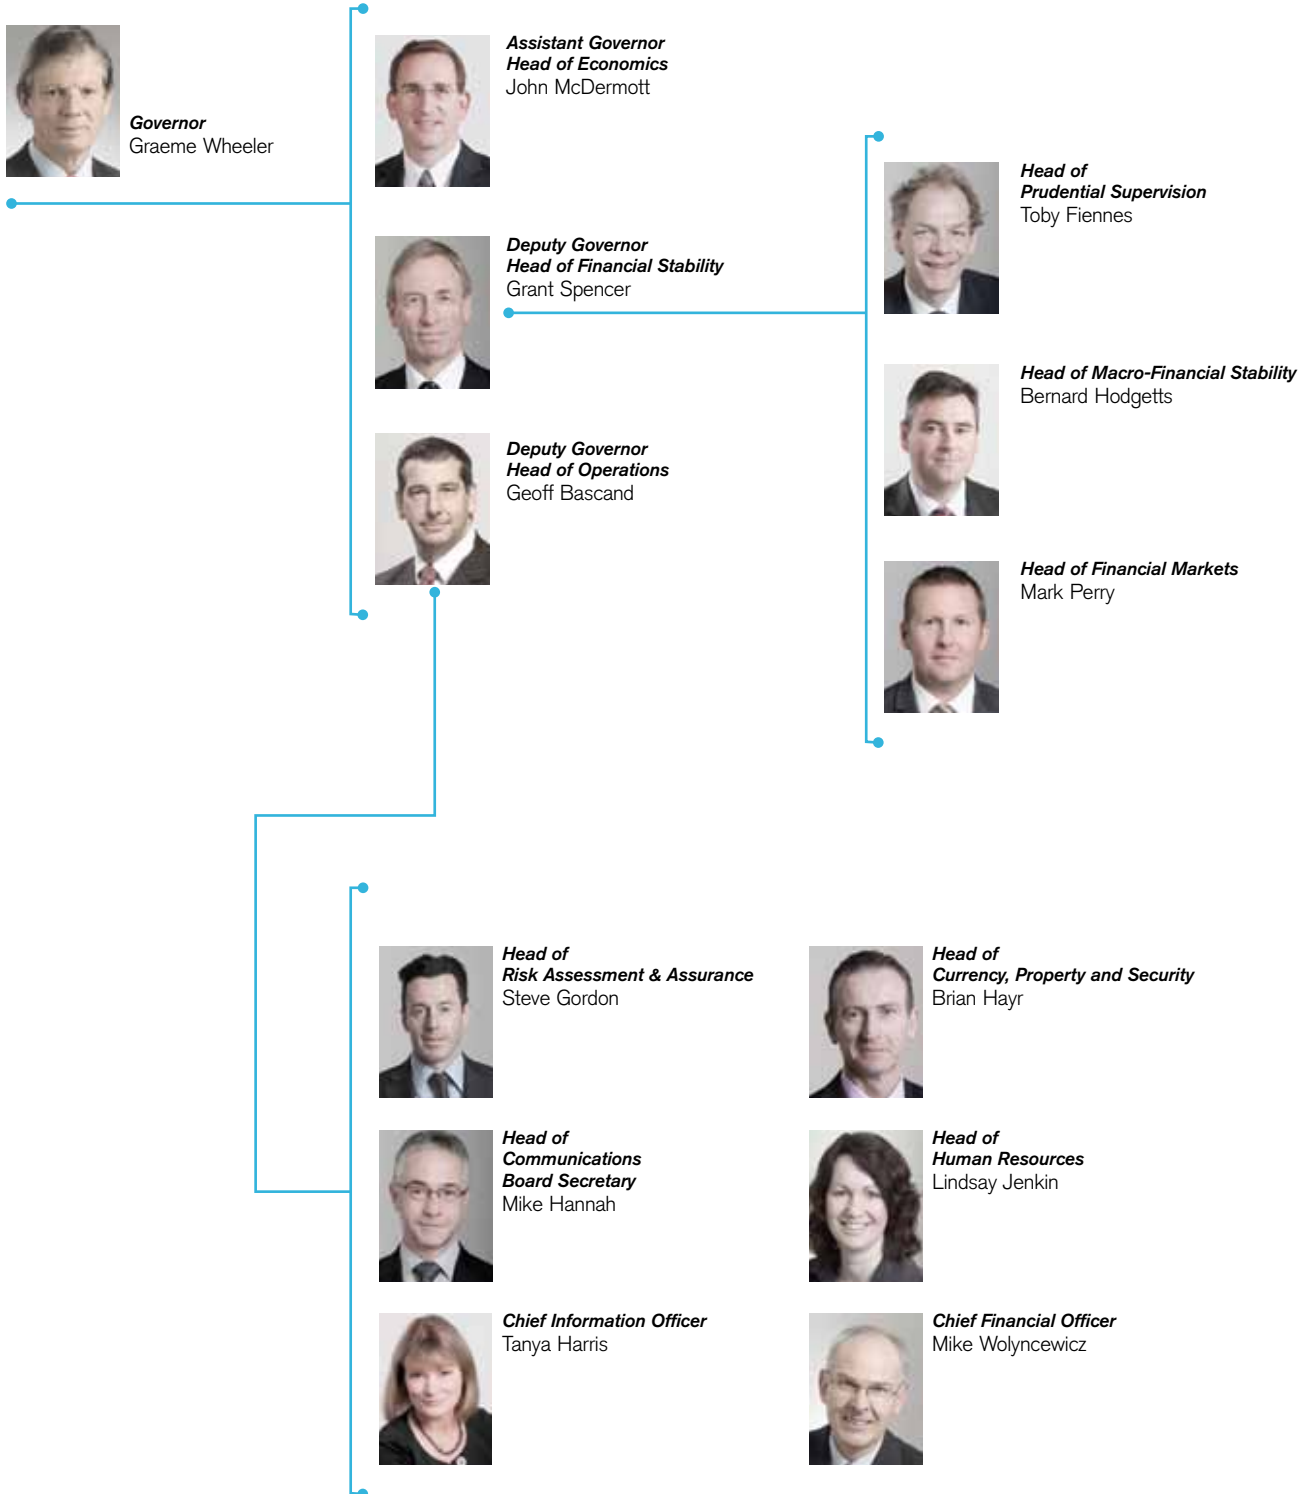 Governor
Graeme Wheeler
Assistant Governor
Head of Economics
John McDermott
Deputy Governor
Head of Financial Stability
Grant Spencer
Deputy Governor
Head of Operations
Geoff Bascand
Head of
Prudential Supervision
Toby Fiennes
Head of Macro-Financial Stability
Bernard Hodgetts
Head of Financial Markets
Mark Perry
Head of
Risk Assessment & Assurance
Steve Gordon
Head of
Currency, Property and Security
Brian Hayr
Head of
Communications
Board Secretary
Mike Hannah
Head of
Human Resources
Lindsay Jenkin
Chief Information Officer
Tanya Harris
Chief Financial Officer
Mike Wolyncewicz